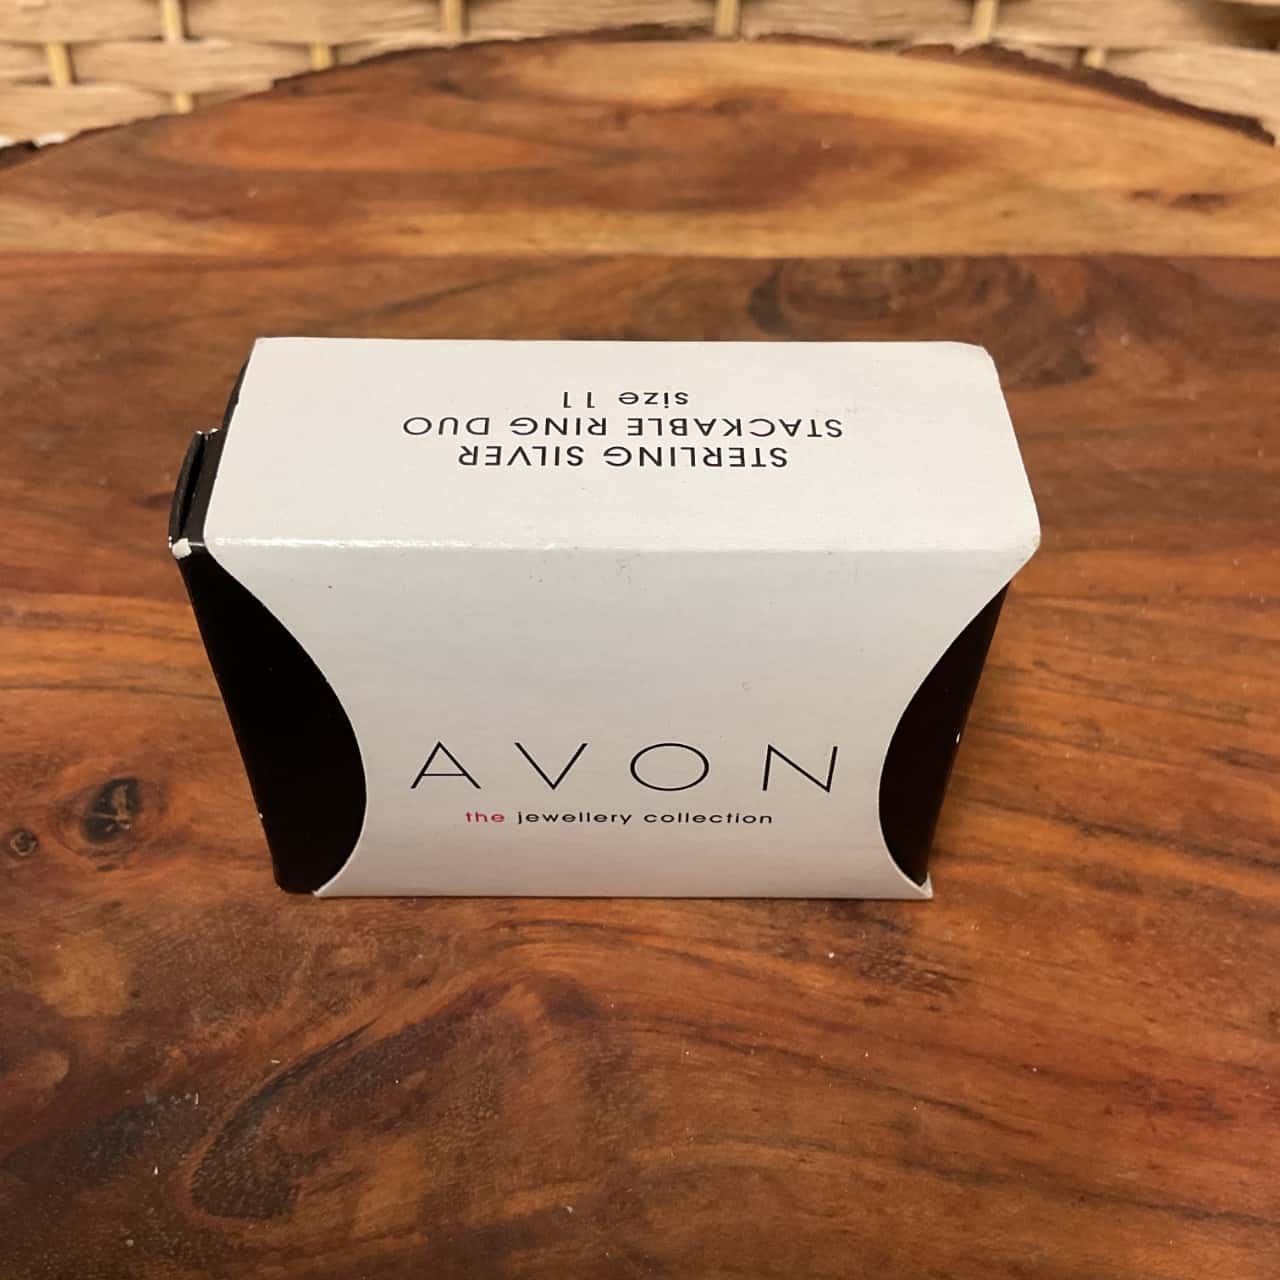 STERLING SILVER
STACKABLE RING DUO
size 11
AVON
the jewellery collection